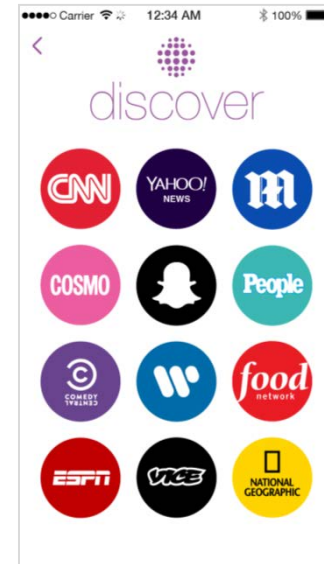 Carrier 12:34 AM 100%
discover
CNN
YAHOO!
NEWS
m
COSMO
People
COMEDY
CENTRAL
food
network
ESPN
VICE
NATIONAL
GEOGRAPHIC